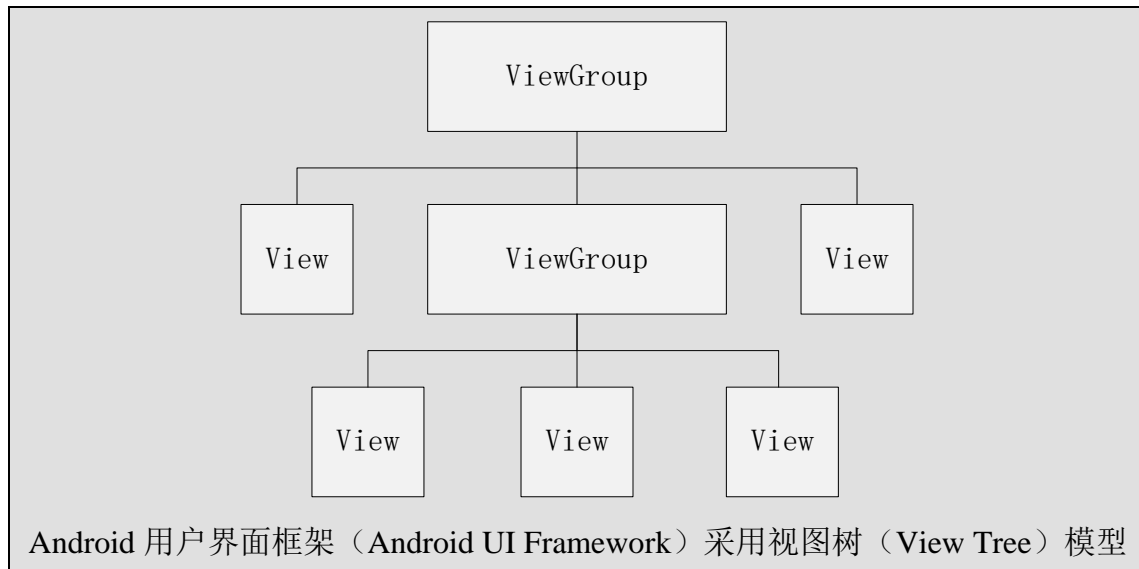 ViewGroup
View
ViewGroup
View
View
View
View
Android 用户界面框架（Android UI Framework）采用视图树（View Tree）模型